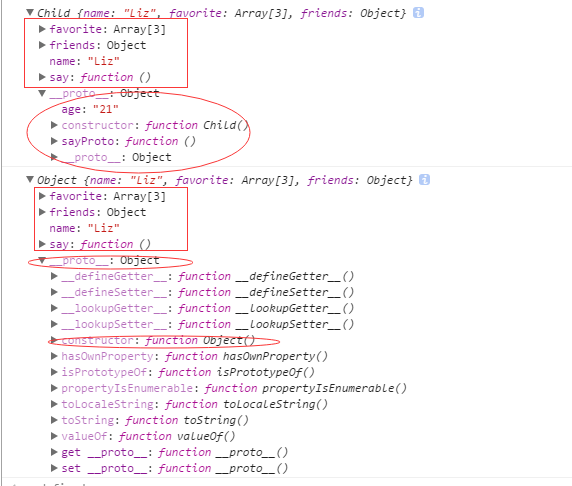 Child {name: "Liz", favorite: Array[3], friends: Object}
favorite: Array[3]
friends: Object
name: "Liz"
say: function ()
__proto__: Object
age: "21"
constructor: function Child()
sayProto: function ()
__proto__: Object
Object {name: "Liz", favorite: Array[3], friends: Object}
favorite: Array[3]
friends: Object
name: "Liz"
say: function ()
__proto__: Object
__defineGetter__: function __defineGetter__()
__defineSetter__: function __defineSetter__()
__lookupGetter__: function __lookupGetter__()
__lookupSetter__: function __lookupSetter__()
constructor: function Object()
hasOwnProperty: function hasOwnProperty()
isPrototypeOf: function isPrototypeOf()
propertyIsEnumerable: function propertyIsEnumerable()
toLocaleString: function toLocaleString()
toString: function toString()
valueOf: function valueOf()
get __proto__: function __proto__()
set __proto__: function __proto__()